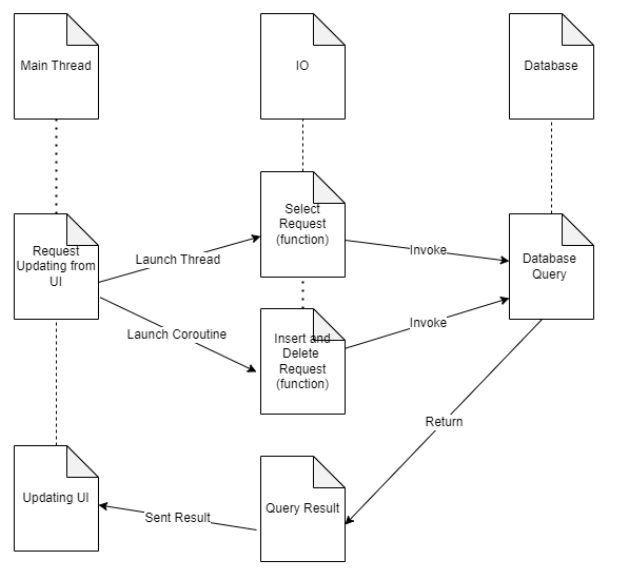 Main Thread
IO
Database
Select
Request
(function)
Request
Updating from
UI
Launch Thread
Invoke
Database
Query
Launch Coroutine
Invoke
Insert and
Delete
Request
(function)
Return
Updating UI
Query Result
Sent Result